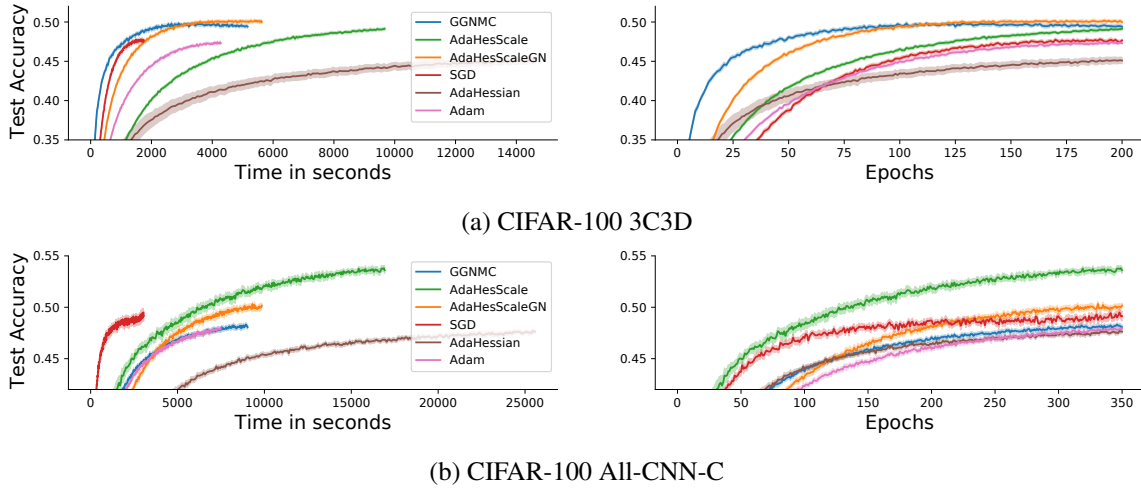 Test Accuracy
0.50
0.45
0.40
0.35
GGNMC
AdaHesScale
AdaHesScaleGN
SGD
AdaHessian
Adam
0 2000 4000 6000 8000 10000 12000 14000
Time in seconds
0.50
0.45
0.40
0.35
0 25 50 75 100 125 150 175 200
Epochs
(a) CIFAR-100 3C3D
Test Accuracy
0.55
0.50
0.45
GGNMC
AdaHesScale
AdaHesScaleGN
SGD
AdaHessian
Adam
0 5000 10000 15000 20000 25000
Time in seconds
0.55
0.50
0.45
0 50 100 150 200 250 300 350
Epochs
(b) CIFAR-100 All-CNN-C